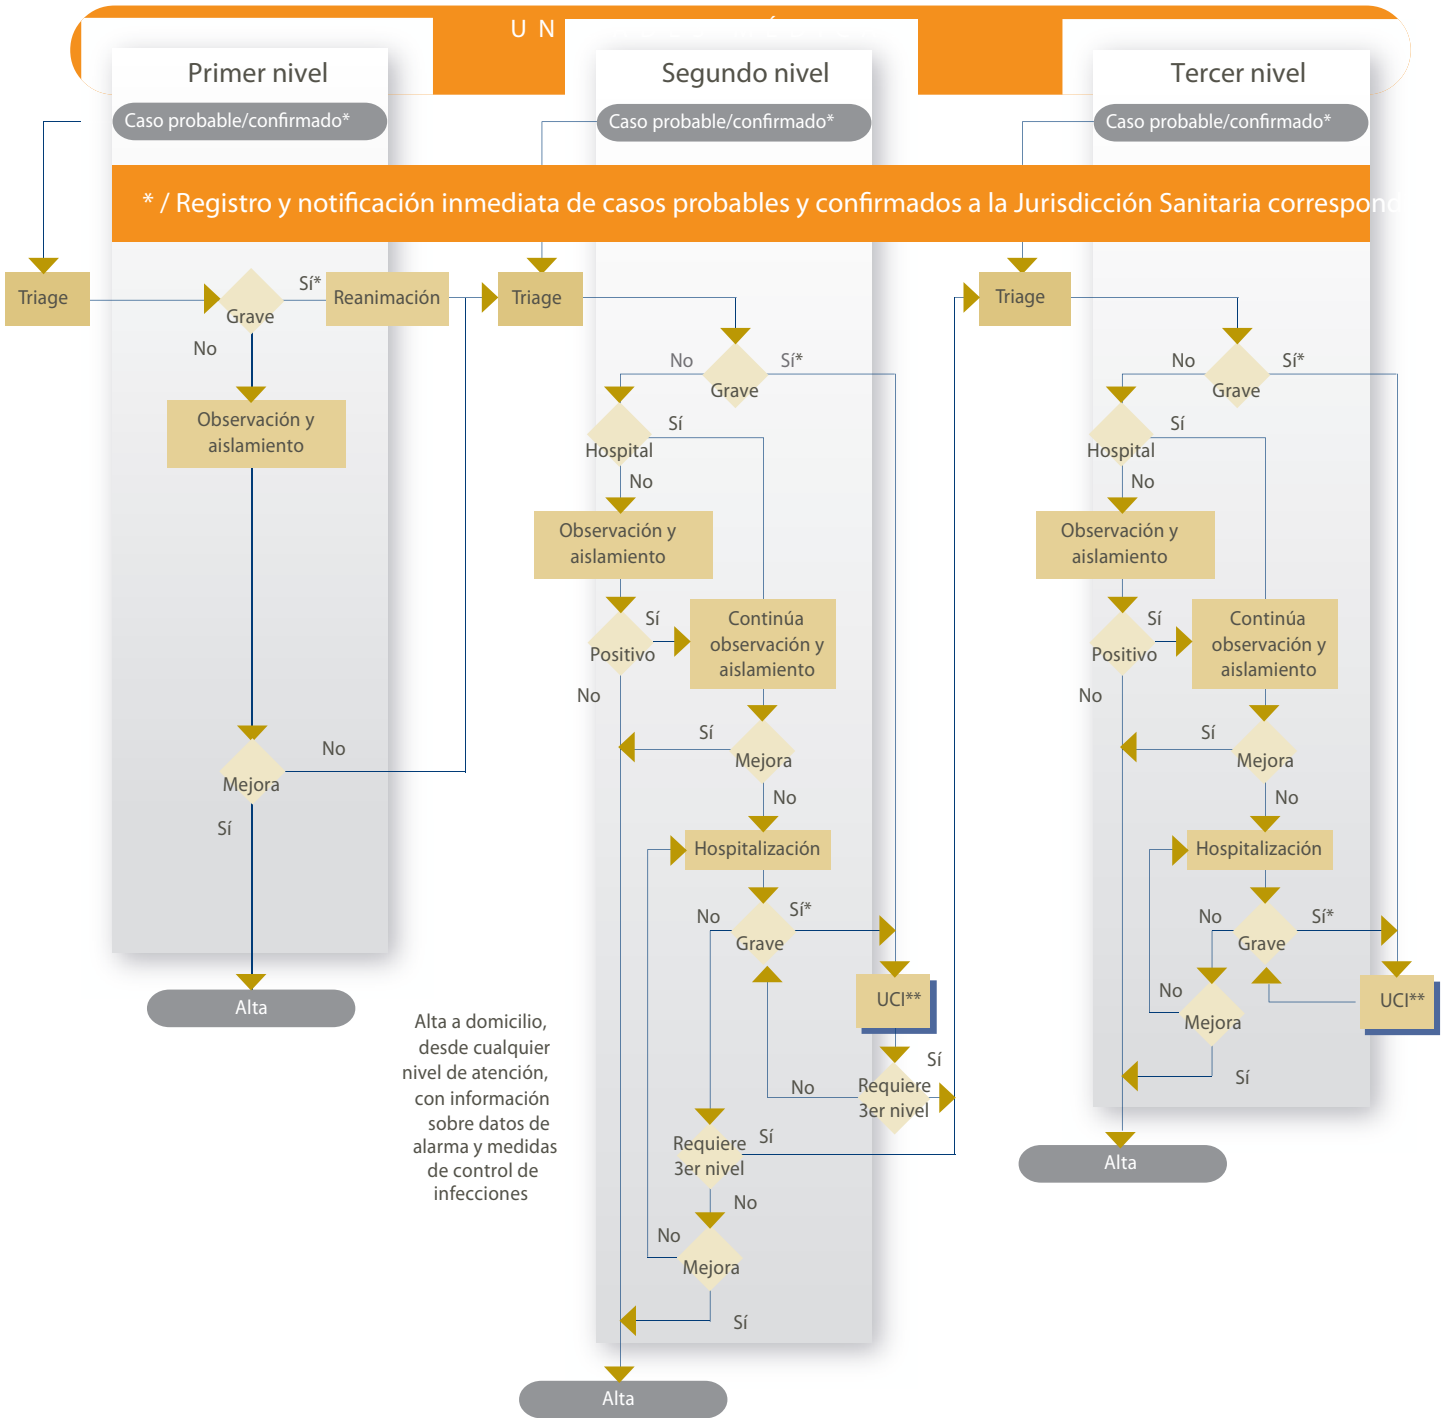 U N
Primer nivel
Segundo nivel
Tercer nivel
Caso probable/confirmado*
Caso probable/confirmado*
Caso probable/confirmado*
* / Registro y notificación inmediata de casos probables y confirmados a la Jurisdicción Sanitaria correspond
Triage
Grave
Sí*
Reanimación
No
Observación y
aislamiento
Mejora
No
Sí
Alta
Alta a domicilio,
desde cualquier
nivel de atención,
con información
sobre datos de
alarma y medidas
de control de
infecciones
Triage
No
Sí*
Grave
Sí
Hospital
No
Observación y
aislamiento
Sí
Positivo
No
Continúa
observación y
aislamiento
Sí
Mejora
No
Hospitalización
No
Sí*
Grave
UCI**
Sí
No
Requiere
3er nivel
Requiere
3er nivel
Sí
No
No
Mejora
Sí
Alta
Triage
No
Sí*
Grave
Sí
Hospital
No
Observación y
aislamiento
Sí
Positivo
No
Continúa
observación y
aislamiento
Sí
Mejora
No
Hospitalización
No
Sí*
Grave
UCI**
No
Mejora
Sí
Alta